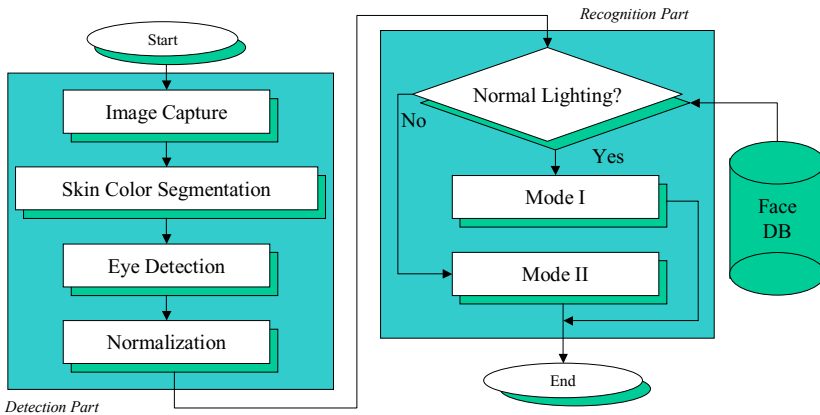 Start
Image Capture
Skin Color Segmentation
Eye Detection
Normalization
Detection Part
Recognition Part
Normal Lighting?
No
Yes
Mode I
Mode II
End
Face
DB